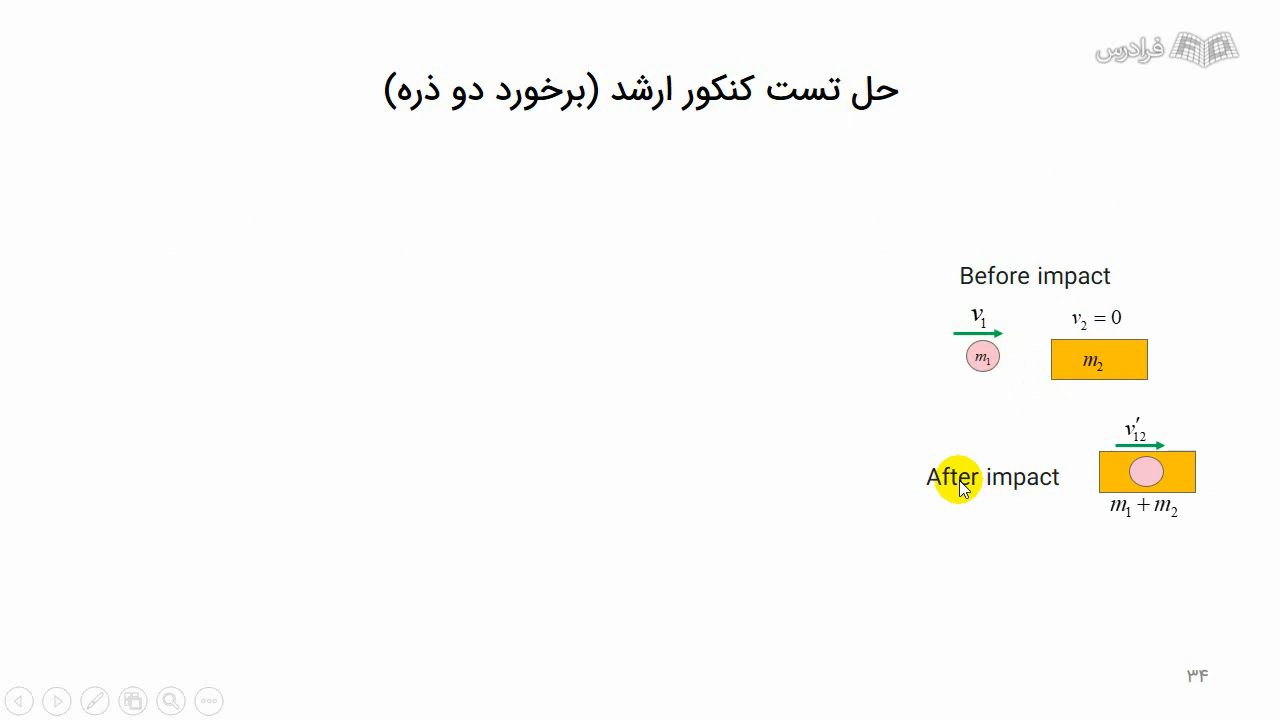 فرادرس
حل تست کنکور ارشد (برخورد دو ذره)
Before impact
v₁
v₂ = 0
m₁
m₂
v′₁₂
After impact
m₁ + m₂
۳۴